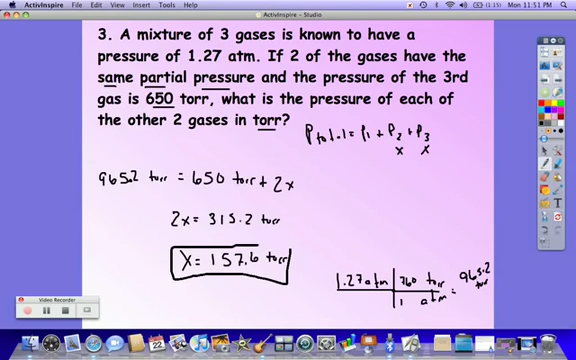 ActivInspire File Edit View Insert Tools Help (1:15) Mon 11:51 PM
ActivInspire - Studio
3. A mixture of 3 gases is known to have a
pressure of 1.27 atm. If 2 of the gases have the
same partial pressure and the pressure of the 3rd
gas is 650 torr, what is the pressure of each of
the other 2 gases in torr?
Ptotal = P1 + P2 + P3
x x
965.2 torr = 650 torr + 2x
2x = 315.2 torr
x = 157.6 torr
1.27 atm 760 torr = 965.2 torr
1 atm
Video Recorder